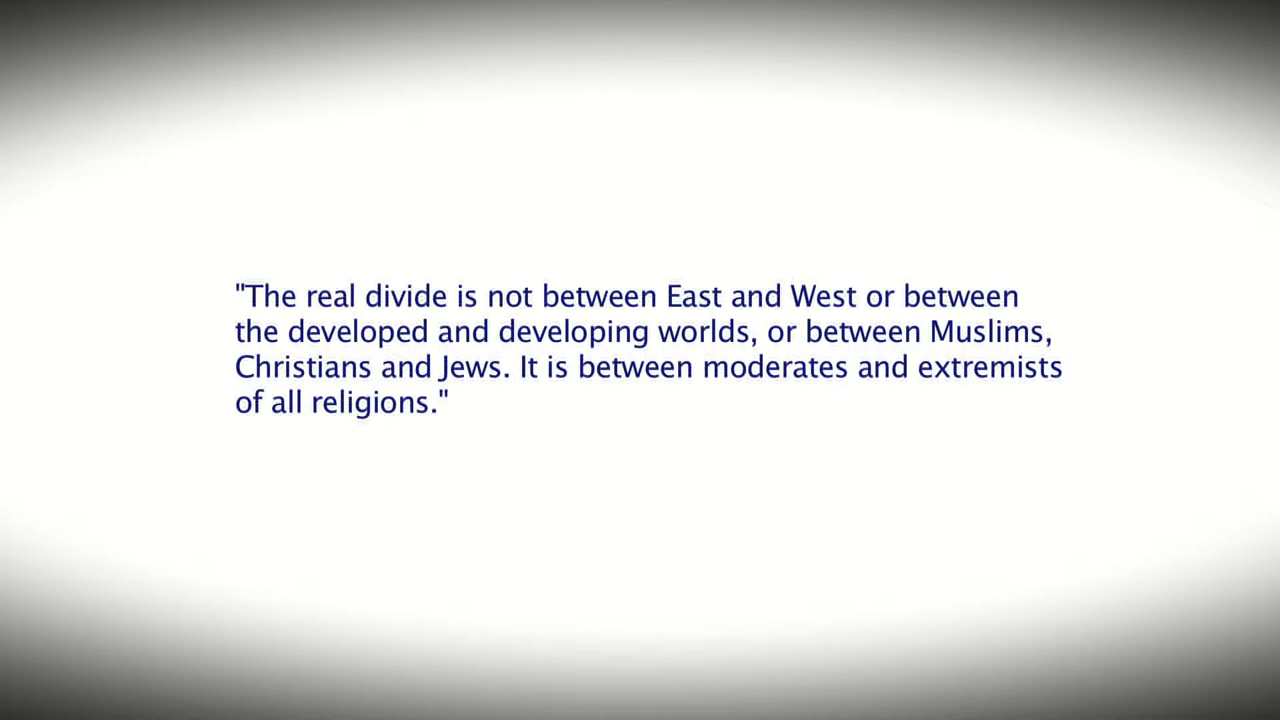 "The real divide is not between East and West or between
the developed and developing worlds, or between Muslims,
Christians and Jews. It is between moderates and extremists
of all religions."